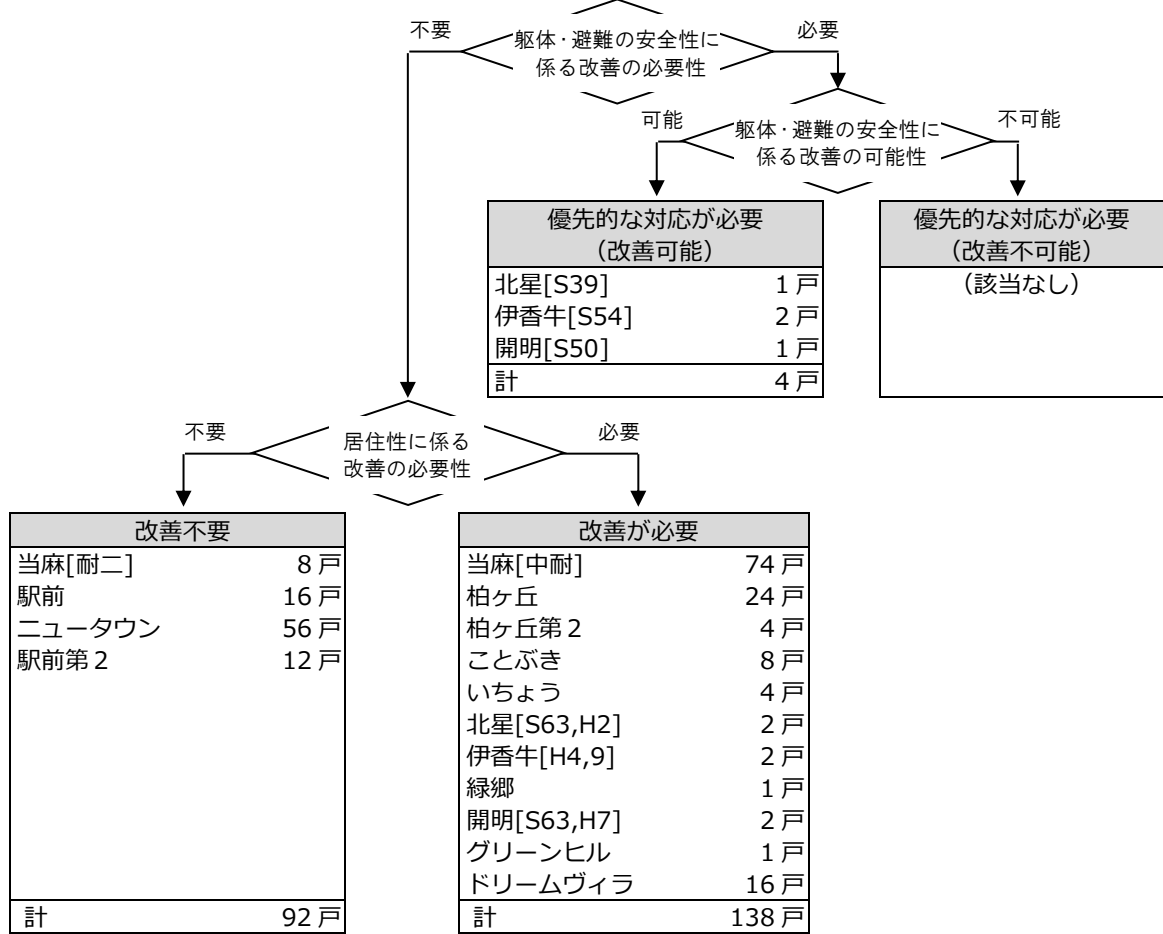 不要
躯体・避難の安全性に
係る改善の必要性
必要
可能
躯体・避難の安全性に
係る改善の可能性
不可能
優先的な対応が必要
（改善可能）
北星[S39] 1戸
伊香牛[S54] 2戸
開明[S50] 1戸
計 4戸
優先的な対応が必要
（改善不可能）
（該当なし）
不要
居住性に係る
改善の必要性
必要
改善不要
当麻[耐二] 8戸
駅前 16戸
ニュータウン 56戸
駅前第２ 12戸
計 92戸
改善が必要
当麻[中耐] 74戸
柏ヶ丘 24戸
柏ヶ丘第２ 4戸
ことぶき 8戸
いちょう 4戸
北星[S63,H2] 2戸
伊香牛[H4,9] 2戸
緑郷 1戸
開明[S63,H7] 2戸
グリーンヒル 1戸
ドリームヴィラ 16戸
計 138戸